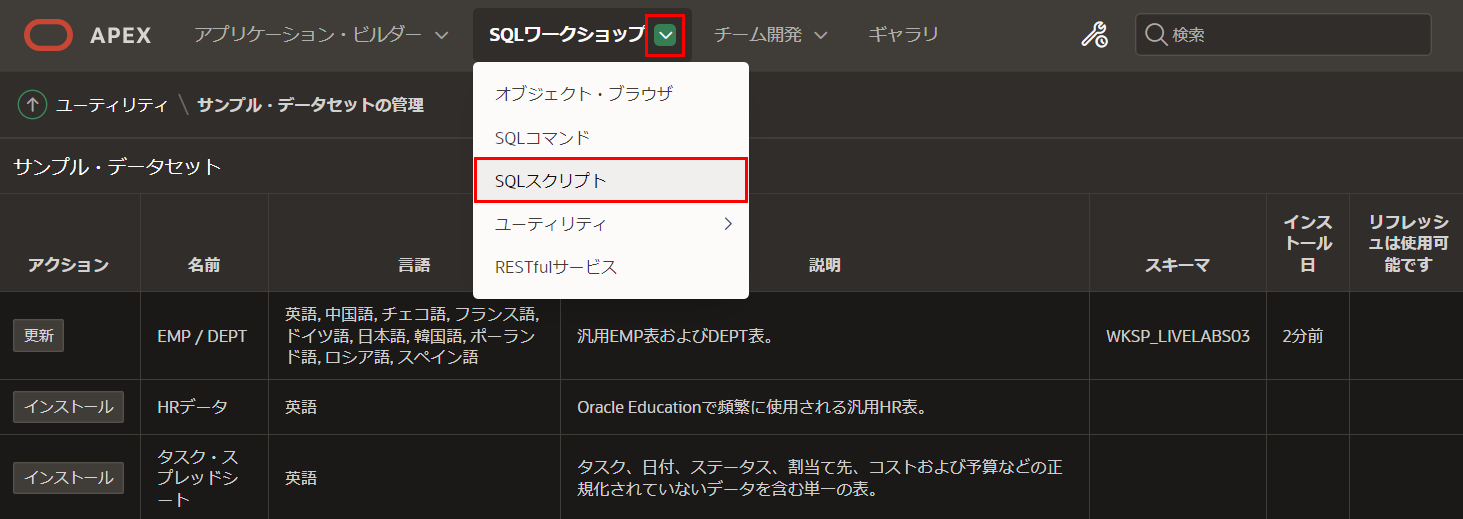 APEX アプリケーション・ビルダー SQLワークショップ チーム開発 ギャラリ 検索
オブジェクト・ブラウザ
SQLコマンド
SQLスクリプト
ユーティリティ
RESTfulサービス
ユーティリティ \ サンプル・データセットの管理
サンプル・データセット
アクション 名前 言語 説明 スキーマ
インス
トール
日
リフレッシ
ュは使用可
能です
更新 EMP / DEPT
英語, 中国語, チェコ語, フランス語,
ドイツ語, 日本語, 韓国語, ポーラン
ド語, ロシア語, スペイン語
汎用EMP表およびDEPT表。 WKSP_LIVELABS03 2分前
インストール HRデータ 英語 Oracle Educationで頻繁に使用される汎用HR表。
インストール
タスク・ス
プレッドシ
ート
英語
タスク、日付、ステータス、割当て先、コストおよび予算などの正
規化されていないデータを含む単一の表。